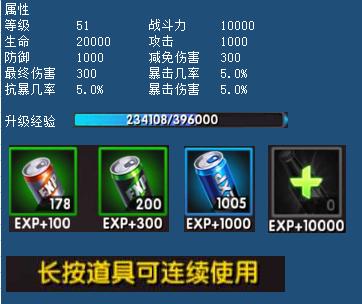 属性
等级 51 战斗力 10000
生命 20000 攻击 1000
防御 1000 减免伤害 300
最终伤害 300 暴击几率 5.0%
抗暴几率 5.0% 暴击伤害 5.0%
升级经验 234108/396000
178 200 1005 0
EXP+100 EXP+300 EXP+1000 EXP+10000
长按道具可连续使用